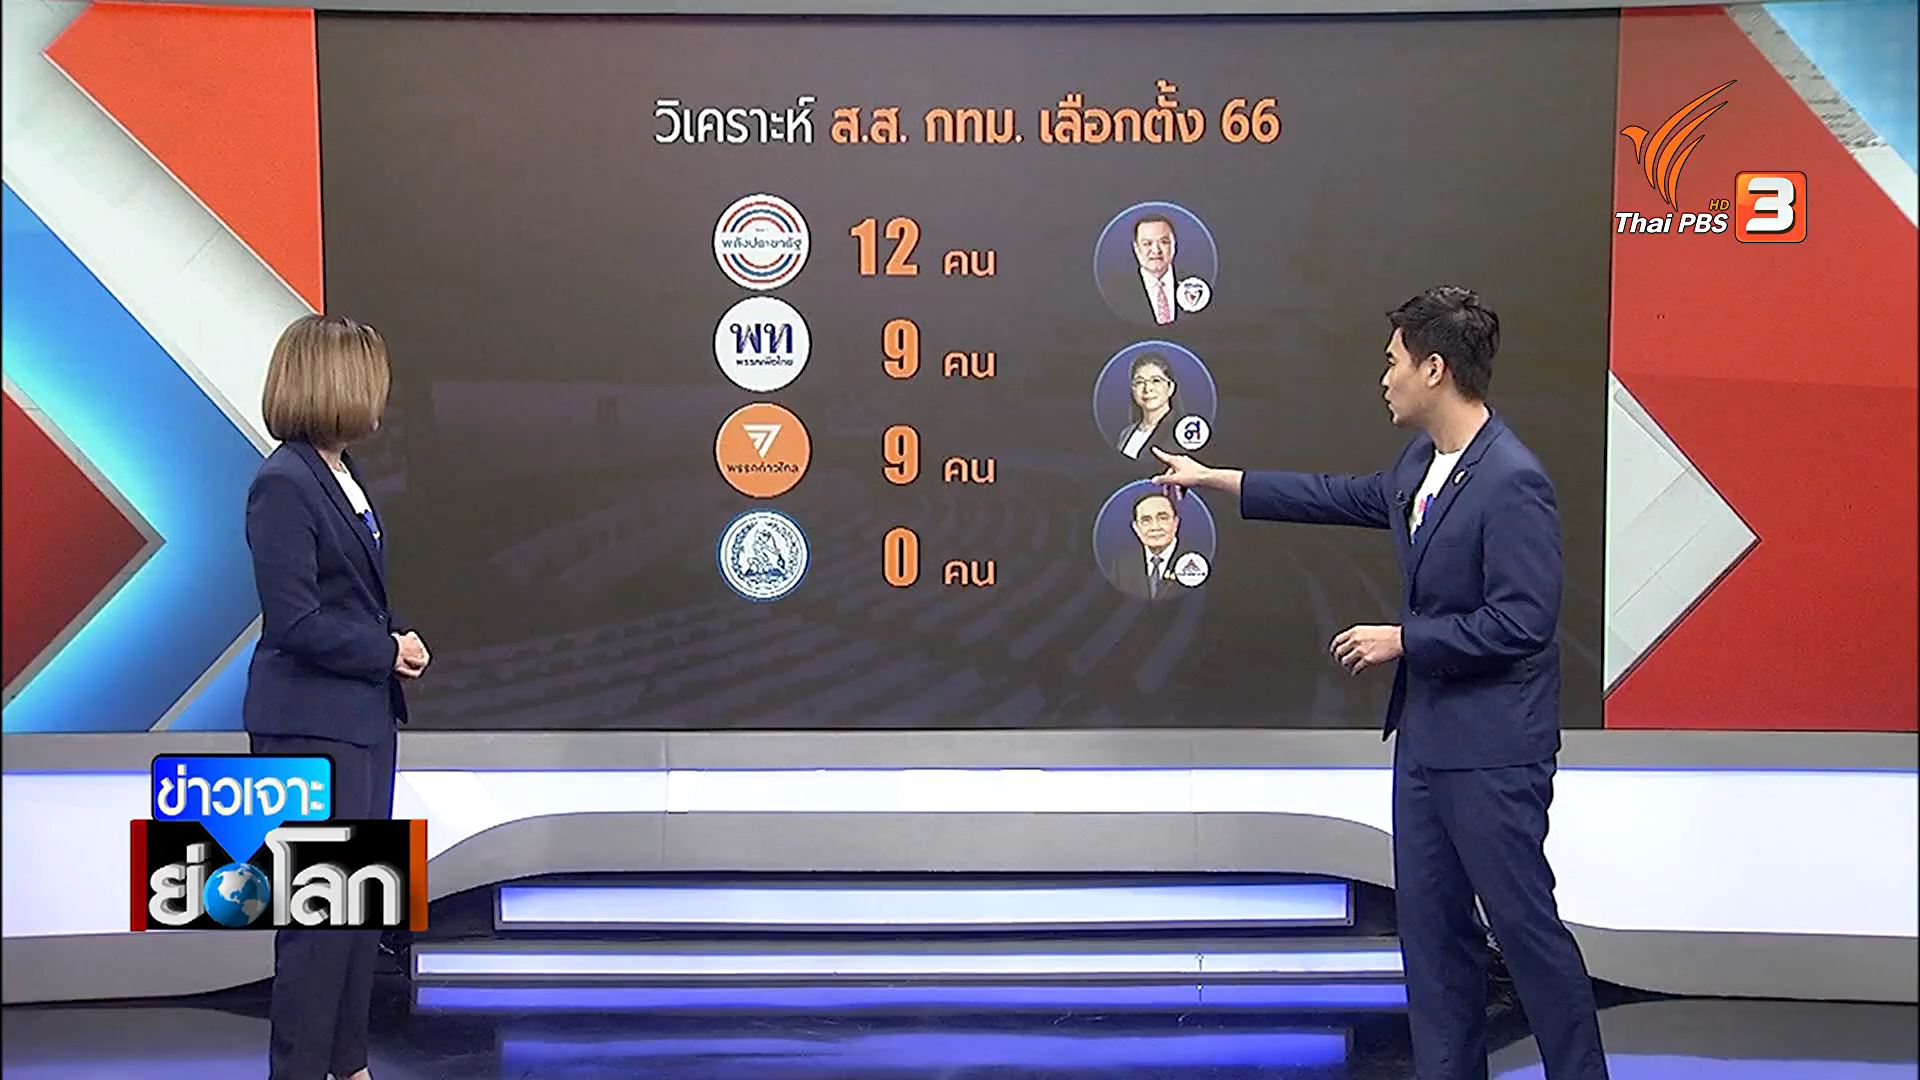 วิเคราะห์ ส.ส. กทม. เลือกตั้ง 66
พลังประชารัฐ
12 คน
พท
พรรคเพื่อไทย
9 คน
พรรคก้าวไกล
9 คน
0 คน
HD
Thai PBS 3
ข่าวเจาะ
ย่อโลก